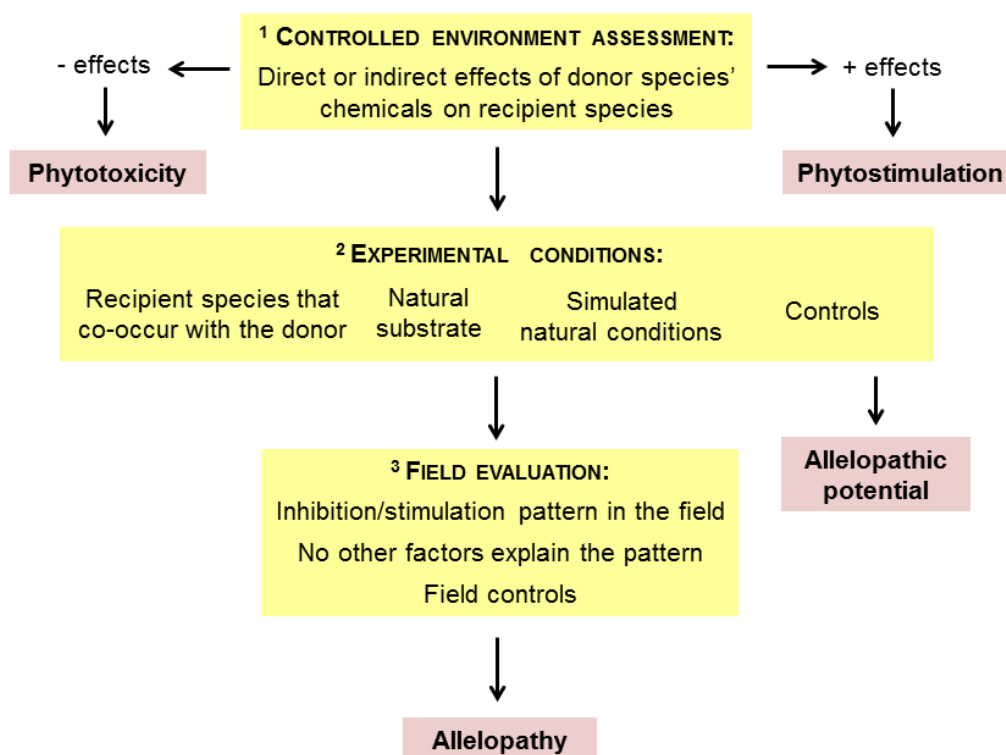 ¹ CONTROLLED ENVIRONMENT ASSESSMENT:
Direct or indirect effects of donor species’
chemicals on recipient species
- effects
+ effects
Phytotoxicity
Phytostimulation
² EXPERIMENTAL CONDITIONS:
Recipient species that
co-occur with the donor
Natural
substrate
Simulated
natural conditions
Controls
Allelopathic
potential
³ FIELD EVALUATION:
Inhibition/stimulation pattern in the field
No other factors explain the pattern
Field controls
Allelopathy